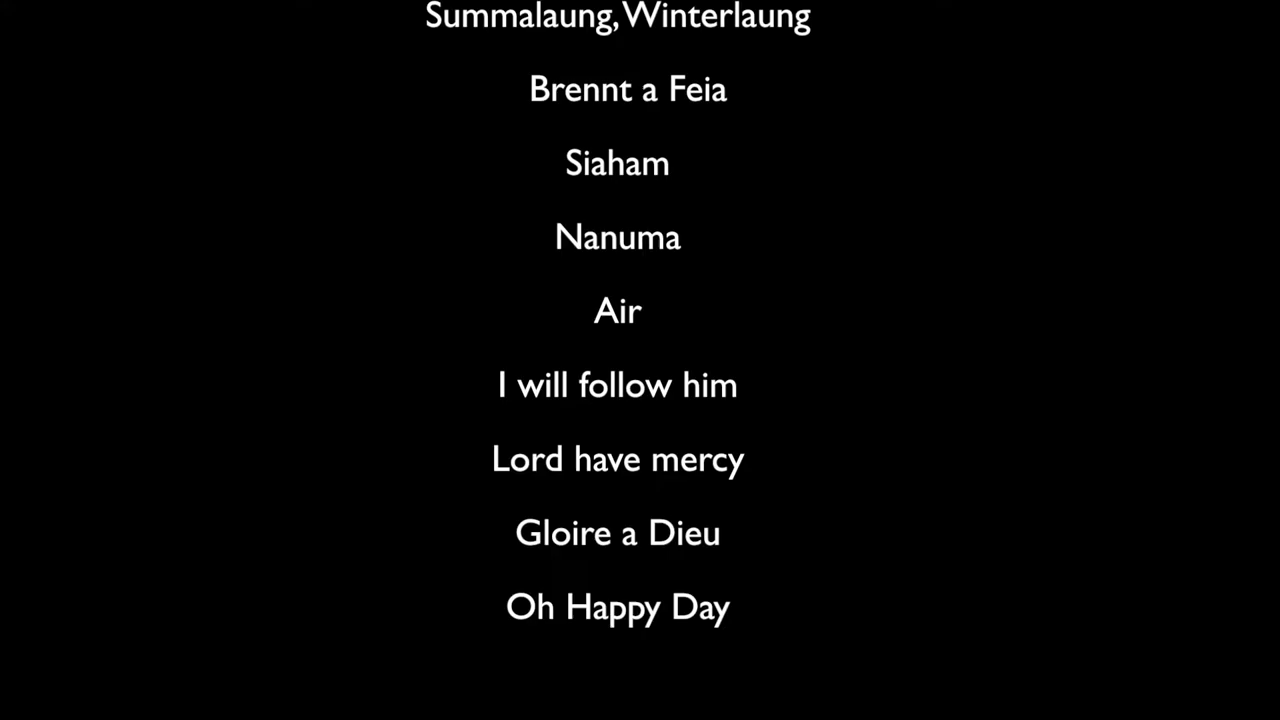 Summalaung,Winterlaung
Brennt a Feia
Siaham
Nanuma
Air
I will follow him
Lord have mercy
Gloire a Dieu
Oh Happy Day